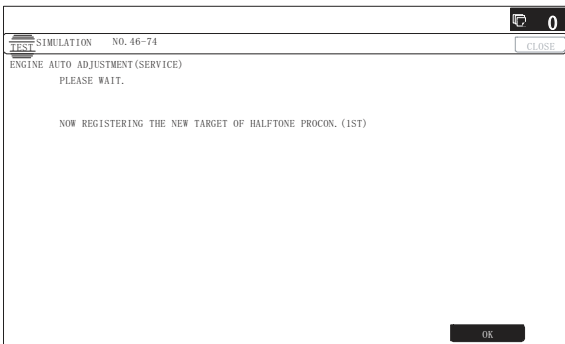 0
TEST SIMULATION NO.46-74 CLOSE
ENGINE AUTO ADJUSTMENT(SERVICE)
PLEASE WAIT.
NOW REGISTERING THE NEW TARGET OF HALFTONE PROCON.(1ST)
OK